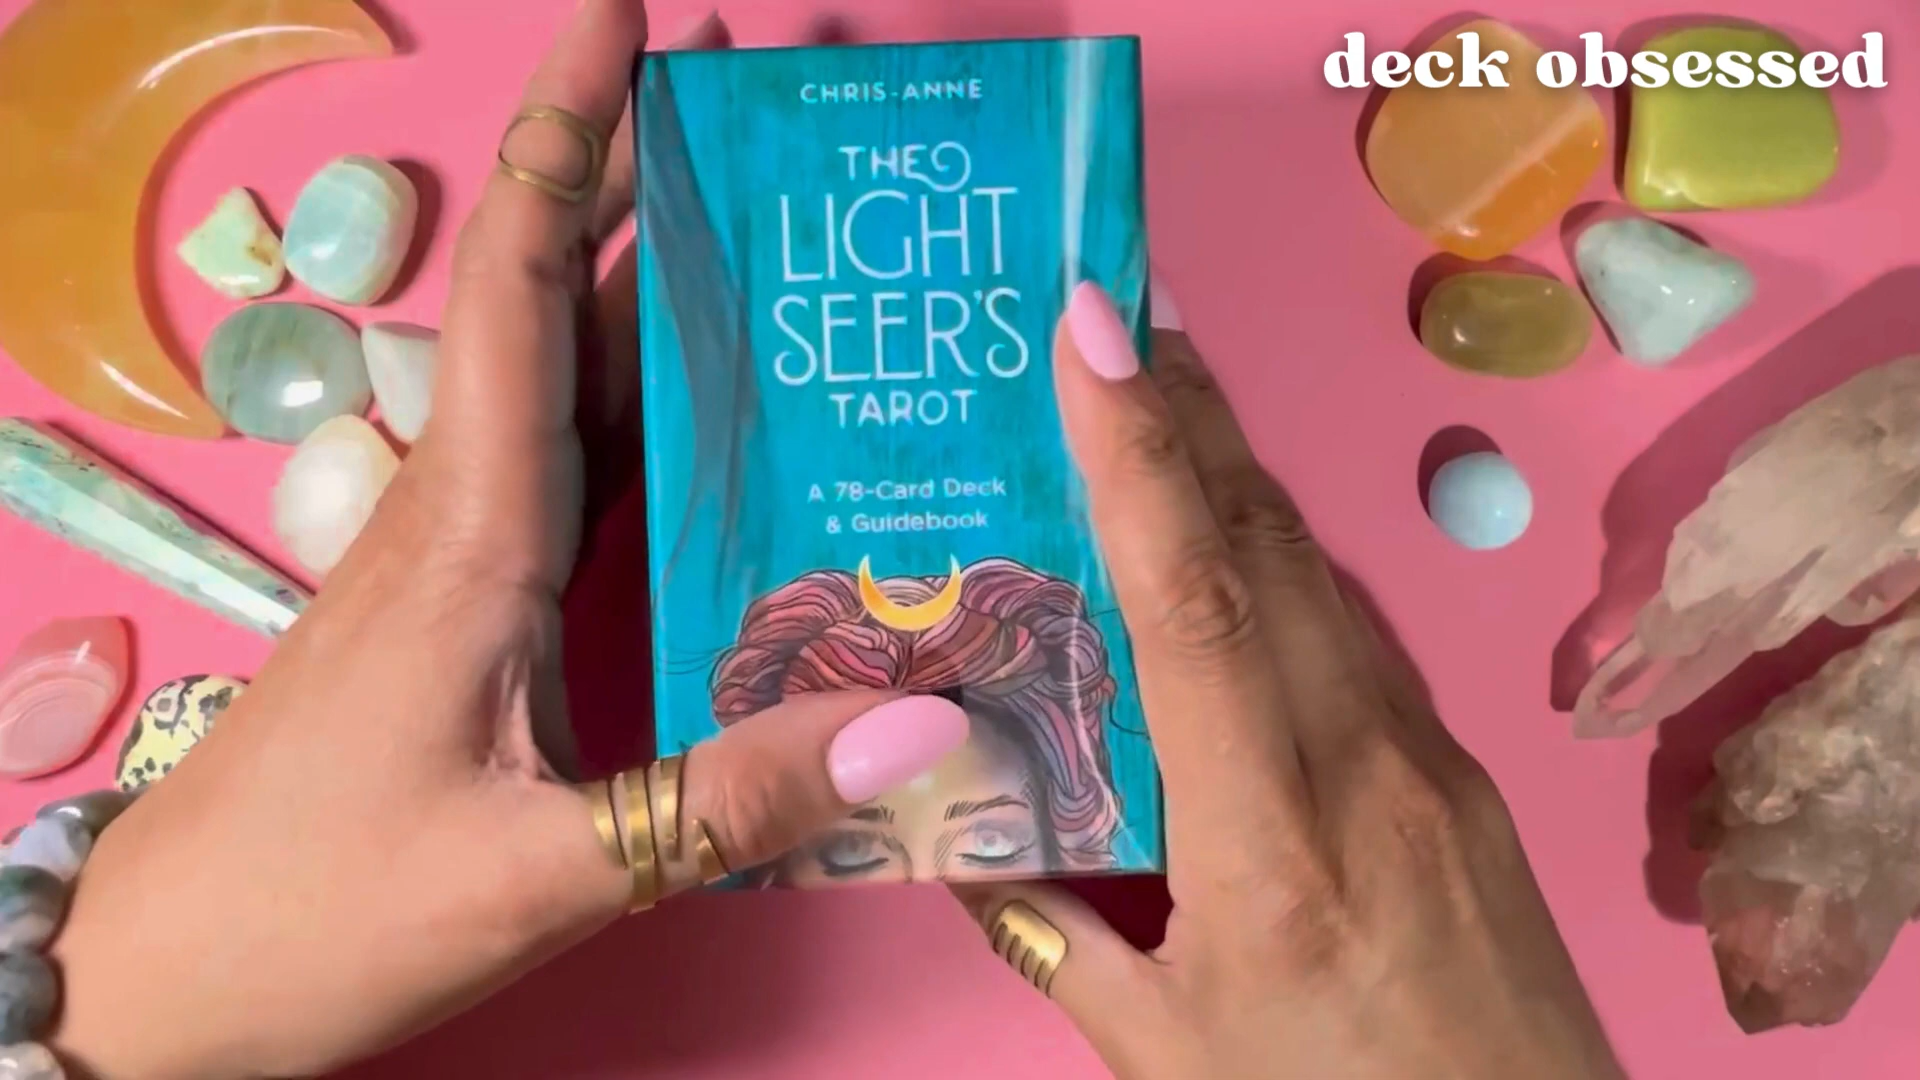 deck obsessed
CHRIS-ANNE
THE
LIGHT
SEER'S
TAROT
A 78-Card Deck
& Guidebook